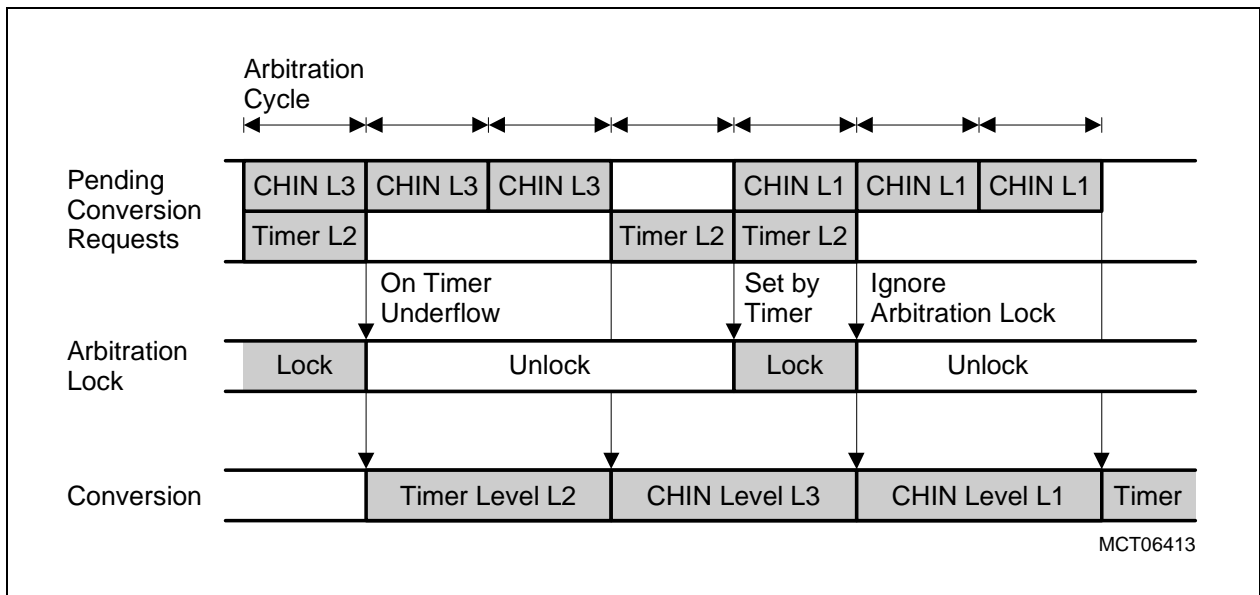 Arbitration
Cycle
Pending
Conversion
Requests
CHIN L3 CHIN L3 CHIN L3 CHIN L1 CHIN L1 CHIN L1
Timer L2 Timer L2 Timer L2
On Timer
Underflow
Set by
Timer
Ignore
Arbitration Lock
Arbitration
Lock
Lock Unlock Lock Unlock
Conversion
Timer Level L2 CHIN Level L3 CHIN Level L1 Timer
MCT06413